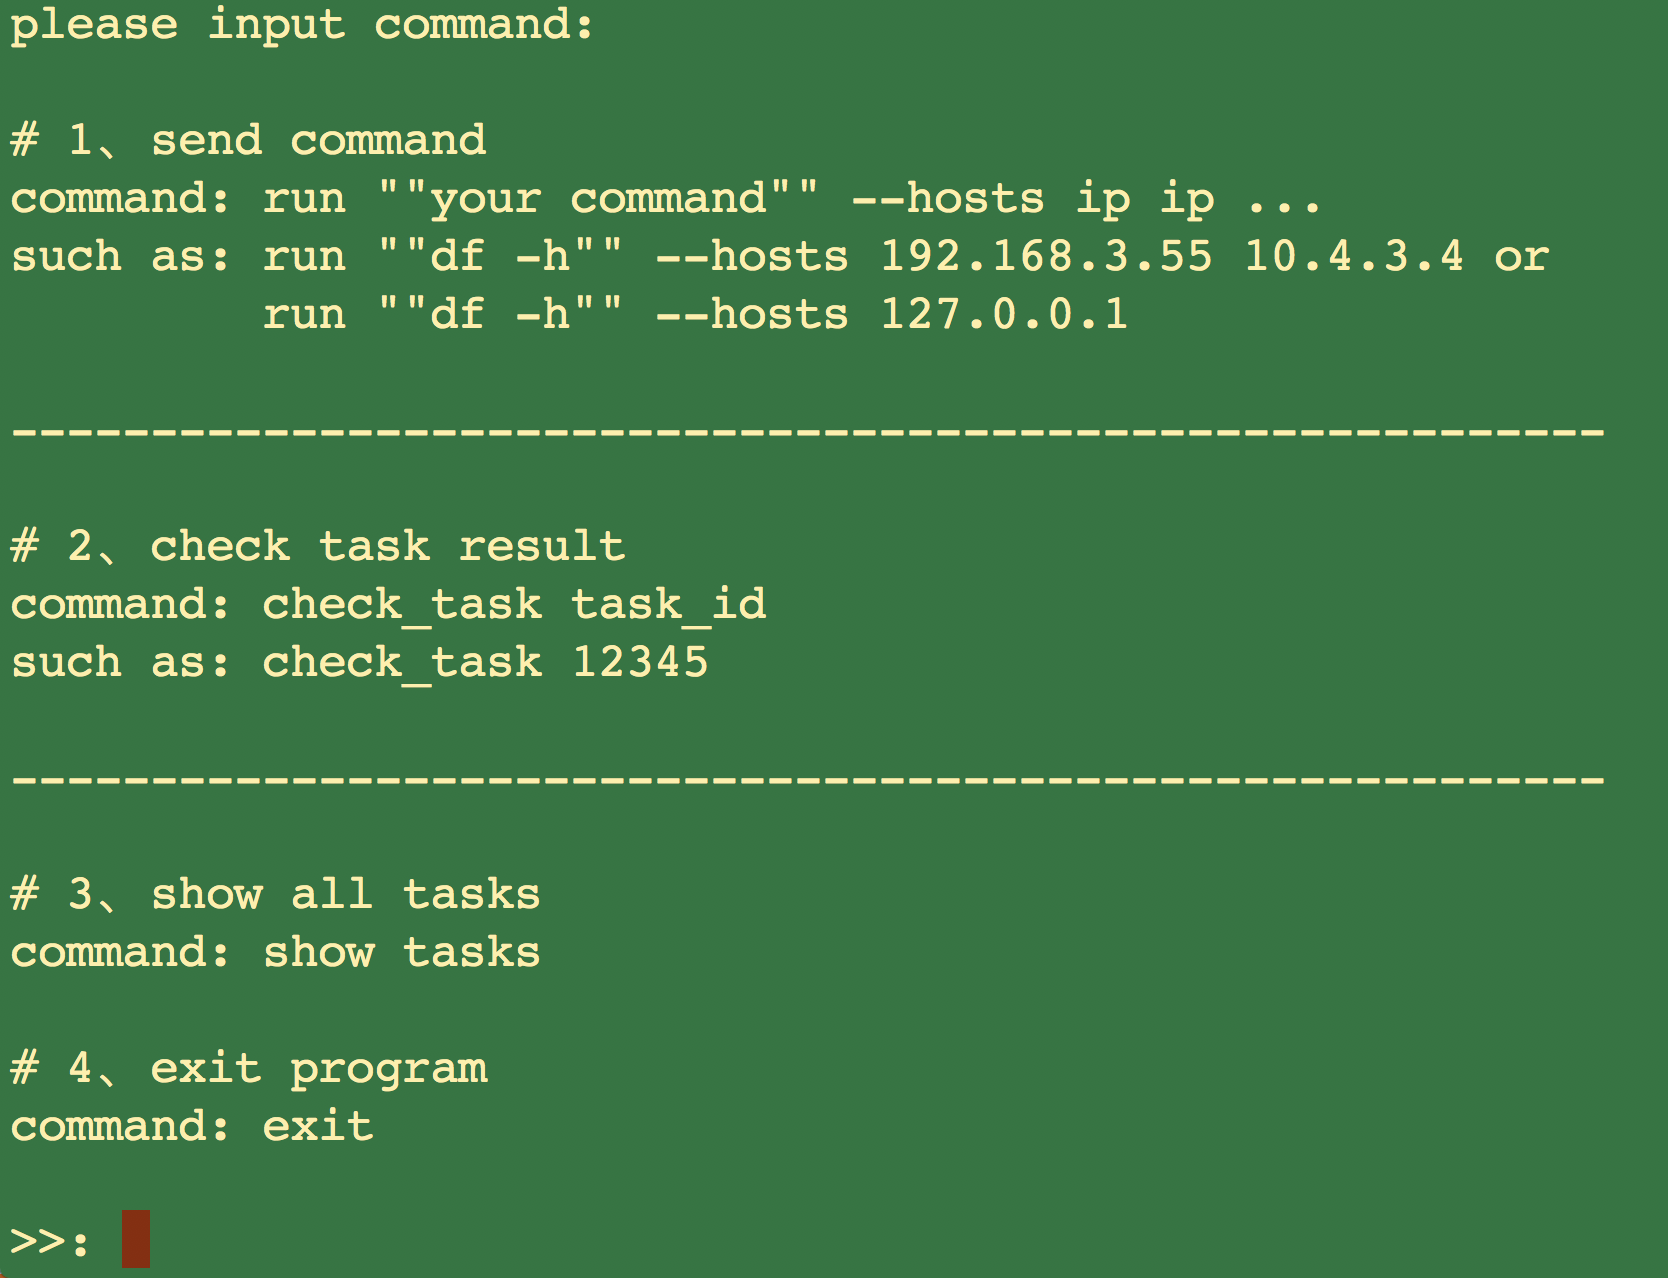 please input command:
# 1、send command
command: run ""your command"" --hosts ip ip ...
such as: run ""df -h"" --hosts 192.168.3.55 10.4.3.4 or
run ""df -h"" --hosts 127.0.0.1
---------------------------------------------------------
# 2、check task result
command: check_task task_id
such as: check_task 12345
---------------------------------------------------------
# 3、show all tasks
command: show tasks
# 4、exit program
command: exit
>>: